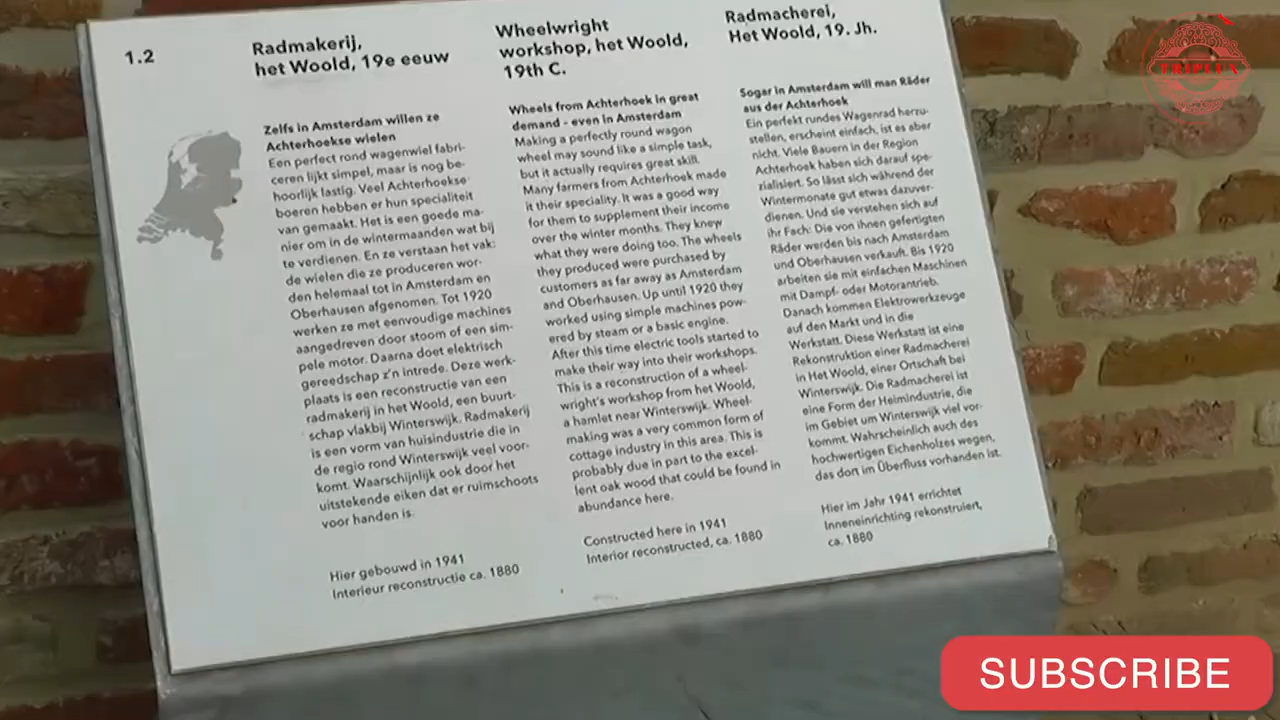 1.2
Radmakerij,
het Woold, 19e eeuw
Zelfs in Amsterdam willen ze
Achterhoekse wielen
Een perfect rond wagenwiel fabri-
ceren lijkt simpel, maar is nog be-
hoorlijk lastig. Veel Achterhoekse
boeren hebben er hun specialiteit
van gemaakt. Het is een goede ma-
nier om in de wintermaanden wat bij
te verdienen. En ze verstaan het vak:
de wielen die ze produceren wor-
den helemaal tot in Amsterdam en
Oberhausen afgenomen. Tot 1920
werken ze met eenvoudige machines
aangedreven door stoom of een sim-
pele motor. Daarna doet elektrisch
gereedschap z'n intrede. Deze werk-
plaats is een reconstructie van een
radmakerij in het Woold, een buurt-
schap vlakbij Winterswijk. Radmakerij
is een vorm van huisindustrie die in
de regio rond Winterswijk veel voor-
komt. Waarschijnlijk ook door het
uitstekende eiken dat er ruimschoots
voor handen is.
Hier gebouwd in 1941
Interieur reconstructie ca. 1880
Wheelwright
workshop, het Woold,
19th C.
Wheels from Achterhoek in great
demand - even in Amsterdam
Making a perfectly round wagon
wheel may sound like a simple task,
but it actually requires great skill.
Many farmers from Achterhoek made
it their speciality. It was a good way
for them to supplement their income
over the winter months. They knew
what they were doing too. The wheels
they produced were purchased by
customers as far away as Amsterdam
and Oberhausen. Up until 1920 they
worked using simple machines pow-
ered by steam or a basic engine.
After this time electric tools started to
make their way into their workshops.
This is a reconstruction of a wheel-
wright's workshop from het Woold,
a hamlet near Winterswijk. Wheel-
making was a very common form of
cottage industry in this area. This is
probably due in part to the excel-
lent oak wood that could be found in
abundance here.
Constructed here in 1941
Interior reconstructed, ca. 1880
Radmacherei,
Het Woold, 19. Jh.
Sogar in Amsterdam will man Räder
aus der Achterhoek
Ein perfekt rundes Wagenrad herzu-
stellen, erscheint einfach, ist es aber
nicht. Viele Bauern in der Region
Achterhoek haben sich darauf spe-
zialisiert. So lässt sich während der
Wintermonate gut etwas dazuver-
dienen. Und sie verstehen sich auf
ihr Fach: Die von ihnen gefertigten
Räder werden bis nach Amsterdam
und Oberhausen verkauft. Bis 1920
arbeiten sie mit einfachen Maschinen
mit Dampf- oder Motorantrieb.
Danach kommen Elektrowerkzeuge
auf den Markt und in die
Werkstatt. Diese Werkstatt ist eine
Rekonstruktion einer Radmacherei
in Het Woold, einer Ortschaft bei
Winterswijk. Die Radmacherei ist
eine Form der Heimindustrie, die
im Gebiet um Winterswijk viel vor-
kommt. Wahrscheinlich auch des
hochwertigen Eichenholzes wegen,
das dort im Überfluss vorhanden ist.
Hier im Jahr 1941 errichtet
Inneneinrichtung rekonstruiert,
ca. 1880
SUBSCRIBE